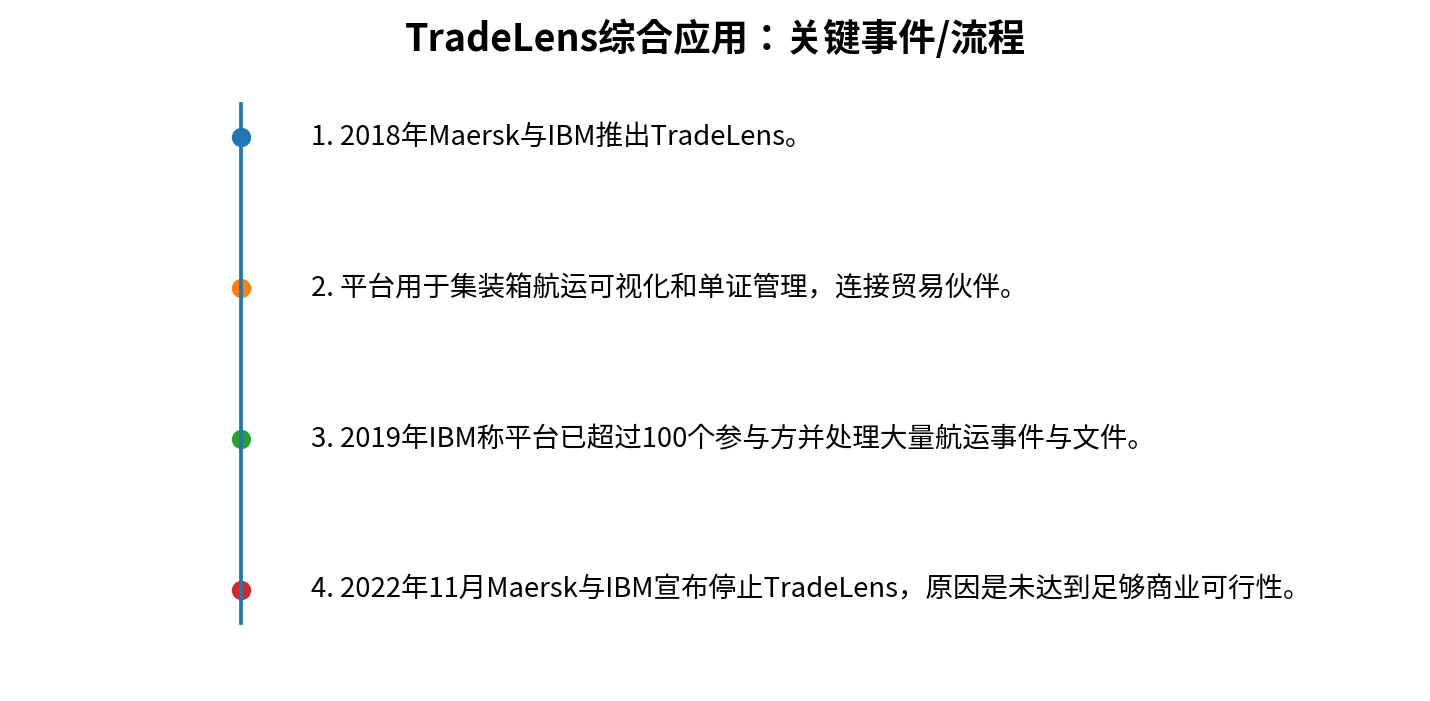 TradeLens综合应用：关键事件/流程
1. 2018年Maersk与IBM推出TradeLens。
2. 平台用于集装箱航运可视化和单证管理，连接贸易伙伴。
3. 2019年IBM称平台已超过100个参与方并处理大量航运事件与文件。
4. 2022年11月Maersk与IBM宣布停止TradeLens，原因是未达到足够商业可行性。